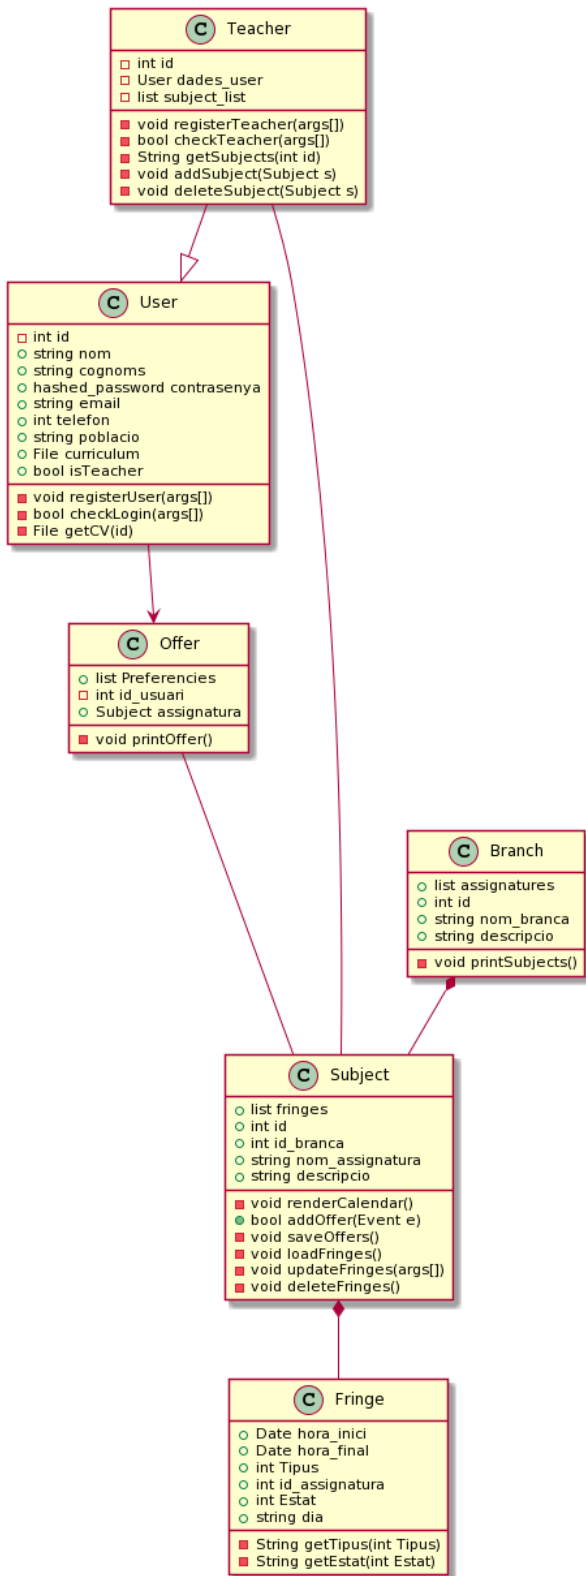 C Teacher
int id
User dades_user
list subject_list
void registerTeacher(args[])
bool checkTeacher(args[])
String getSubjects(int id)
void addSubject(Subject s)
void deleteSubject(Subject s)
C User
int id
string nom
string cognoms
hashed_password contrasenya
string email
int telefon
string poblacio
File curriculum
bool isTeacher
void registerUser(args[])
bool checkLogin(args[])
File getCV(id)
C Offer
list Preferencies
int id_usuari
Subject assignatura
void printOffer()
C Branch
list assignatures
int id
string nom_branca
string descripcio
void printSubjects()
C Subject
list fringes
int id
int id_branca
string nom_assignatura
string descripcio
void renderCalendar()
bool addOffer(Event e)
void saveOffers()
void loadFringes()
void updateFringes(args[])
void deleteFringes()
C Fringe
Date hora_inici
Date hora_final
int Tipus
int id_assignatura
int Estat
string dia
String getTipus(int Tipus)
String getEstat(int Estat)